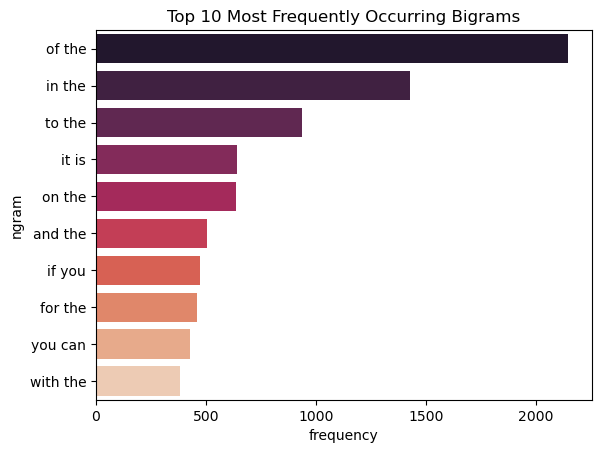 Top 10 Most Frequently Occurring Bigrams
of the
in the
to the
it is
on the
and the
if you
for the
you can
with the
ngram
0 500 1000 1500 2000
frequency